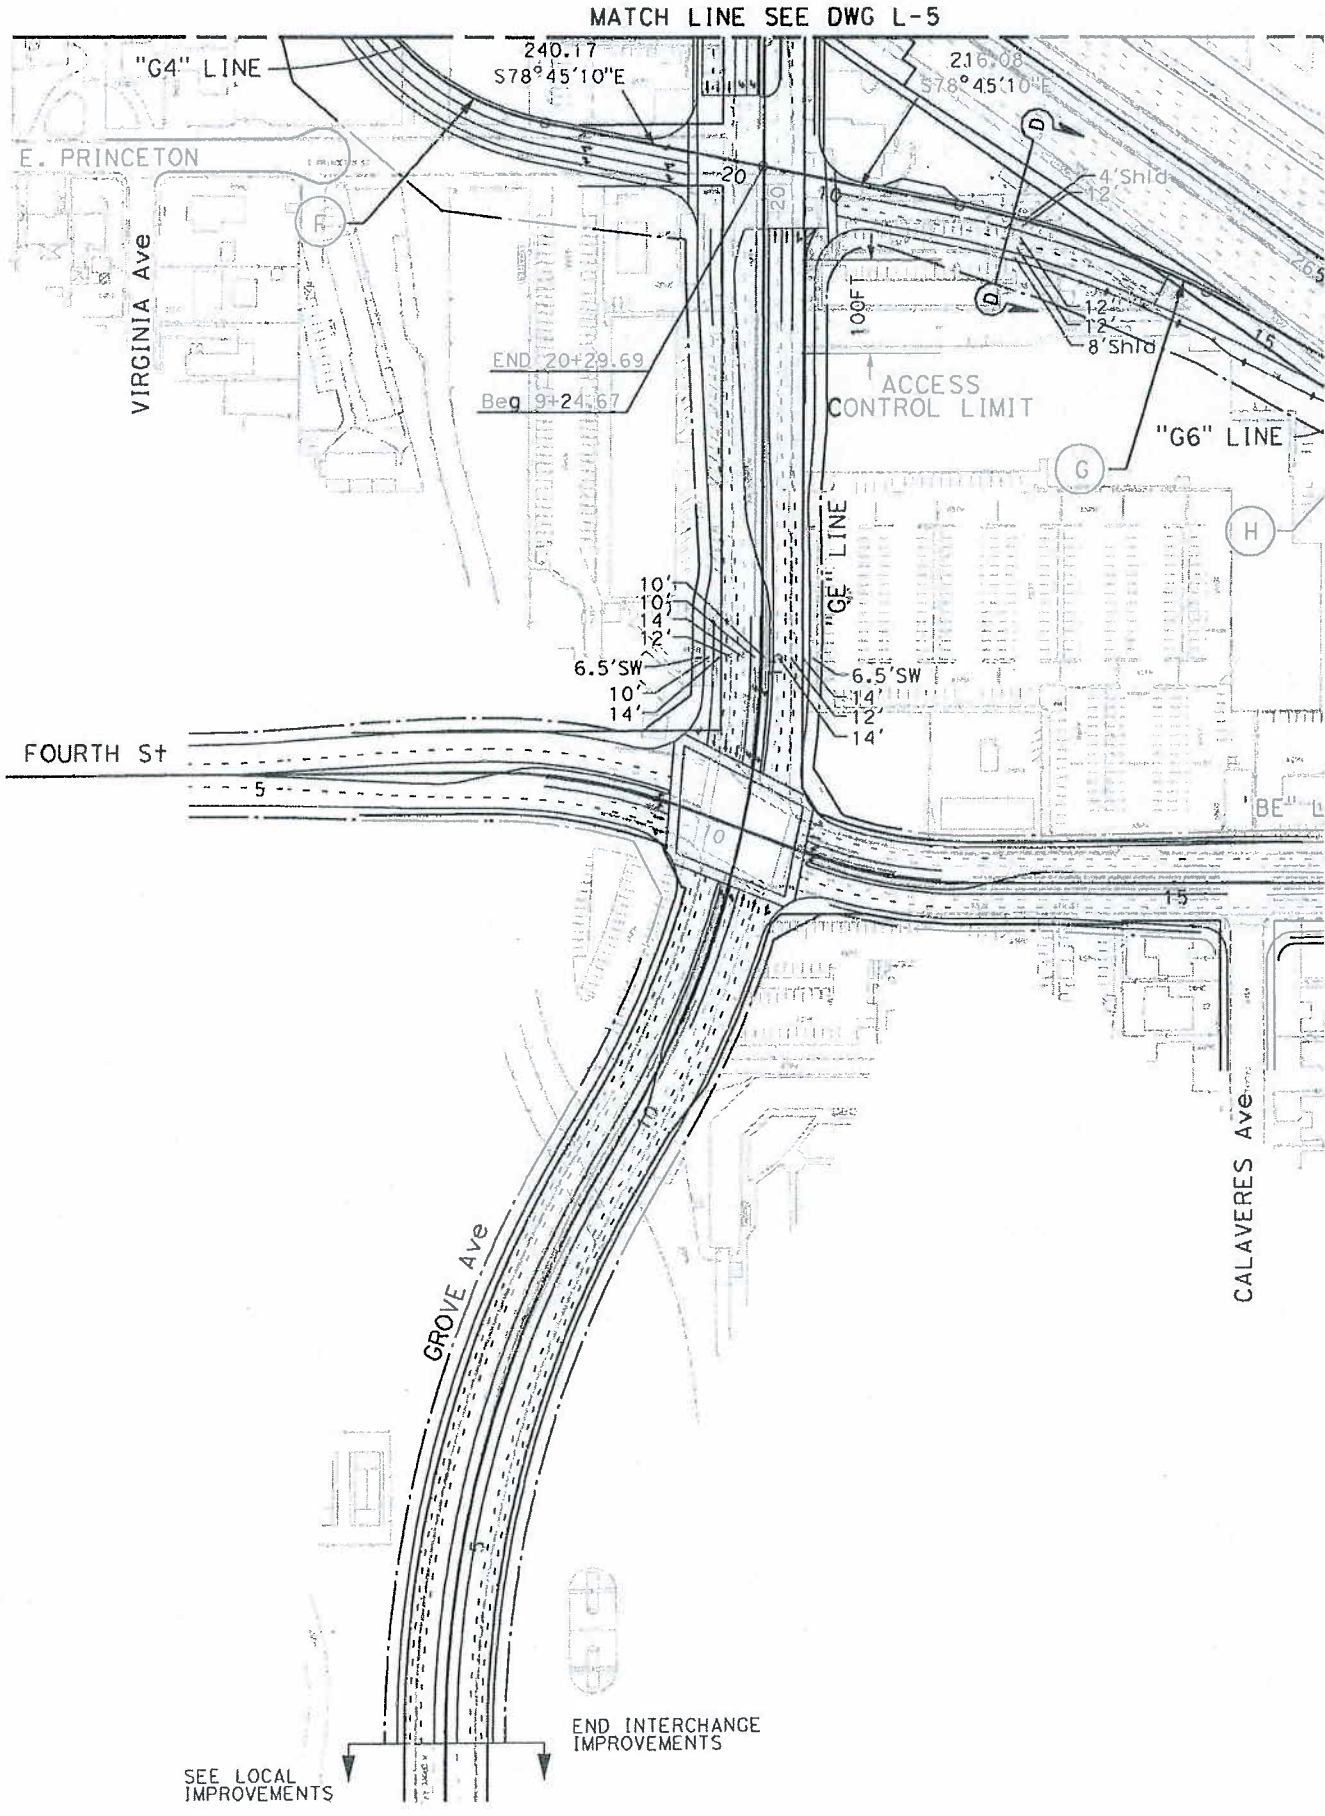 MATCH LINE SEE DWG L-5
"G4" LINE
240.17
S78°45'10"E
216.08
S78°45'10"E
D
E. PRINCETON
4'Shld
12'
20
10
20
F
VIRGINIA Ave
265
D
12'
12'
8'Shld
15
100F
END 20+29.69
Beg 9+24.67
ACCESS
CONTROL LIMIT
"G6" LINE
G
H
"GE" LINE
10'
10'
14'
12'
6.5'SW
10'
14'
6.5'SW
14'
12'
14'
FOURTH St
5
10
"BE" L
15
10
CALAVERES Ave
GROVE Ave
5
END INTERCHANGE
IMPROVEMENTS
SEE LOCAL
IMPROVEMENTS